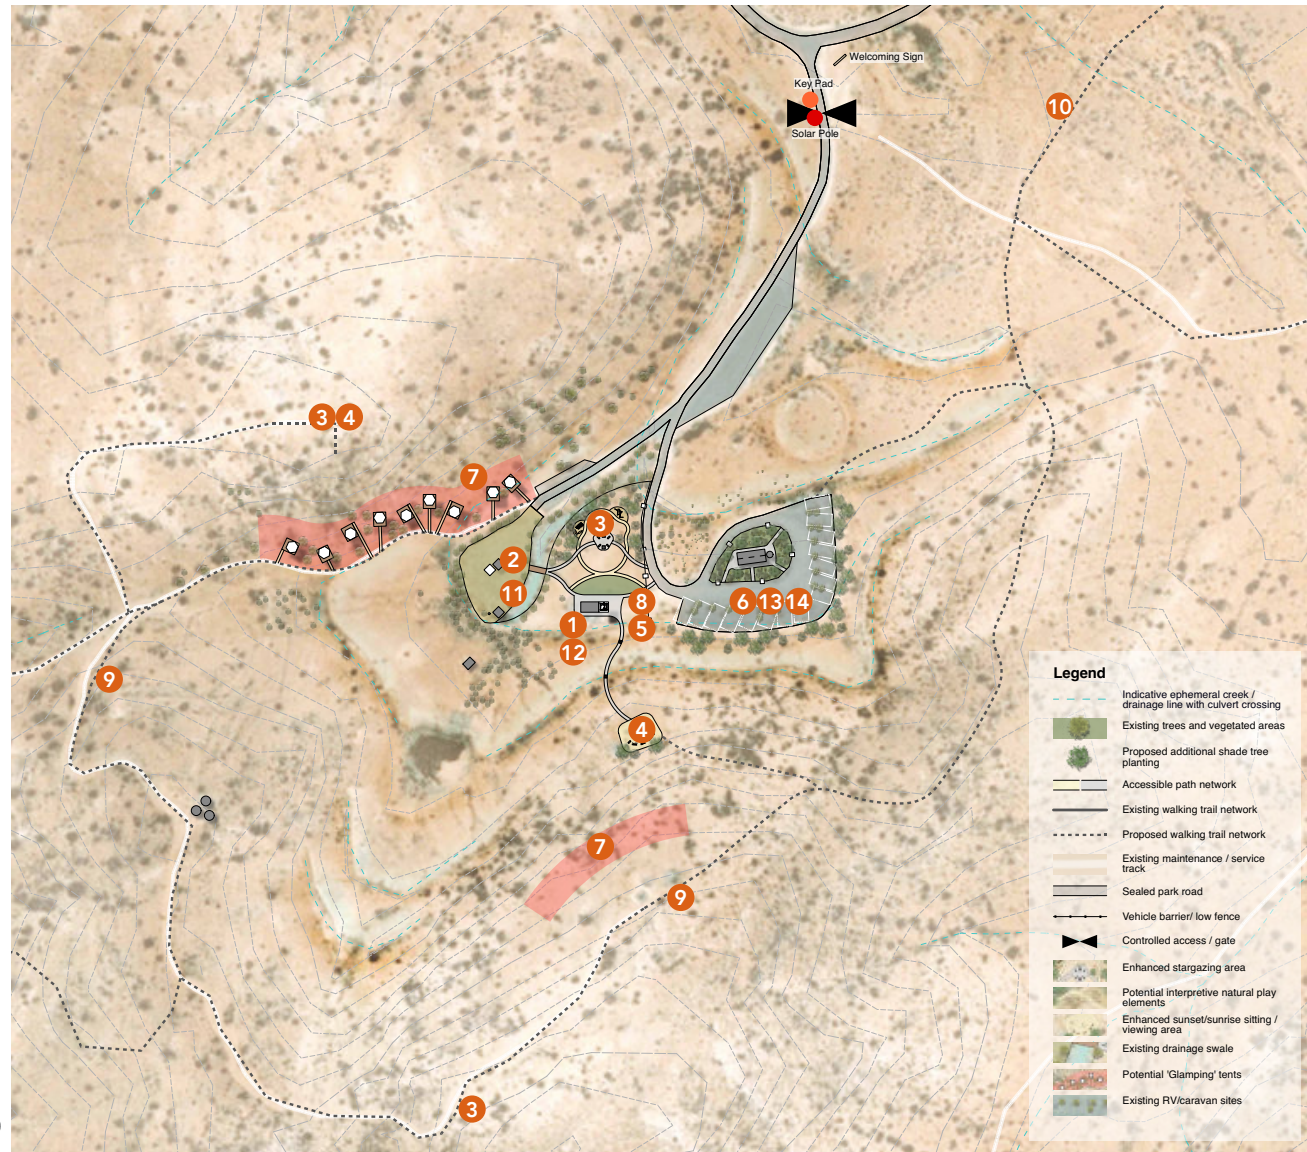 Welcoming Sign
Key Pad
Solar Pole
10
3 4
7
3
2
11
8
6 13 14
1
5
12
9
4
7
9
3
Legend
Indicative ephemeral creek /
drainage line with culvert crossing
Existing trees and vegetated areas
Proposed additional shade tree
planting
Accessible path network
Existing walking trail network
Proposed walking trail network
Existing maintenance / service
track
Sealed park road
Vehicle barrier/ low fence
Controlled access / gate
Enhanced stargazing area
Potential interpretive natural play
elements
Enhanced sunset/sunrise sitting /
viewing area
Existing drainage swale
Potential 'Glamping' tents
Existing RV/caravan sites